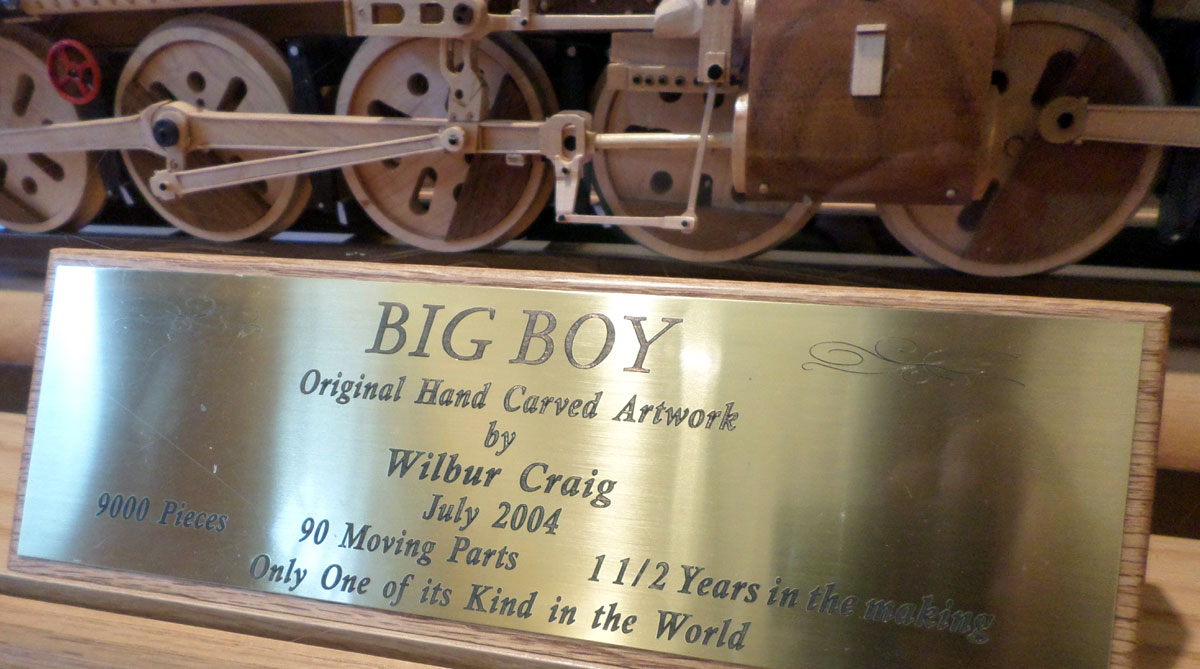 BIG BOY
Original Hand Carved Artwork
by
Wilbur Craig
July 2004
9000 Pieces
90 Moving Parts
1 1/2 Years in the making
Only One of its Kind in the World